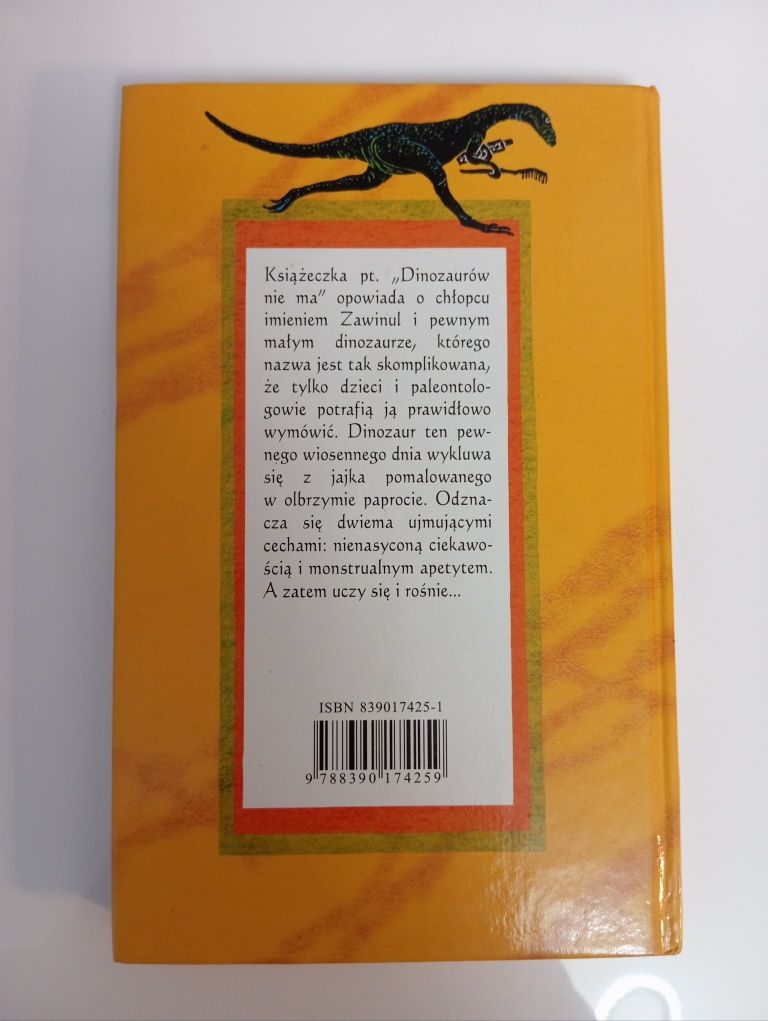 Książeczka pt. „Dinozaurów
nie ma” opowiada o chłopcu
imieniem Zawinul i pewnym
małym dinozaurze, którego
nazwa jest tak skomplikowana,
że tylko dzieci i paleontolo-
gowie potrafią ją prawidłowo
wymówić. Dinozaur ten pew-
nego wiosennego dnia wykluwa
się z jajka pomalowanego
w olbrzymie paprocie. Odzna-
cza się dwiema ujmującymi
cechami: nienasyconą ciekawo-
ścią i monstrualnym apetytem.
A zatem uczy się i rośnie...
ISBN 839017425-1
9 788390 174259